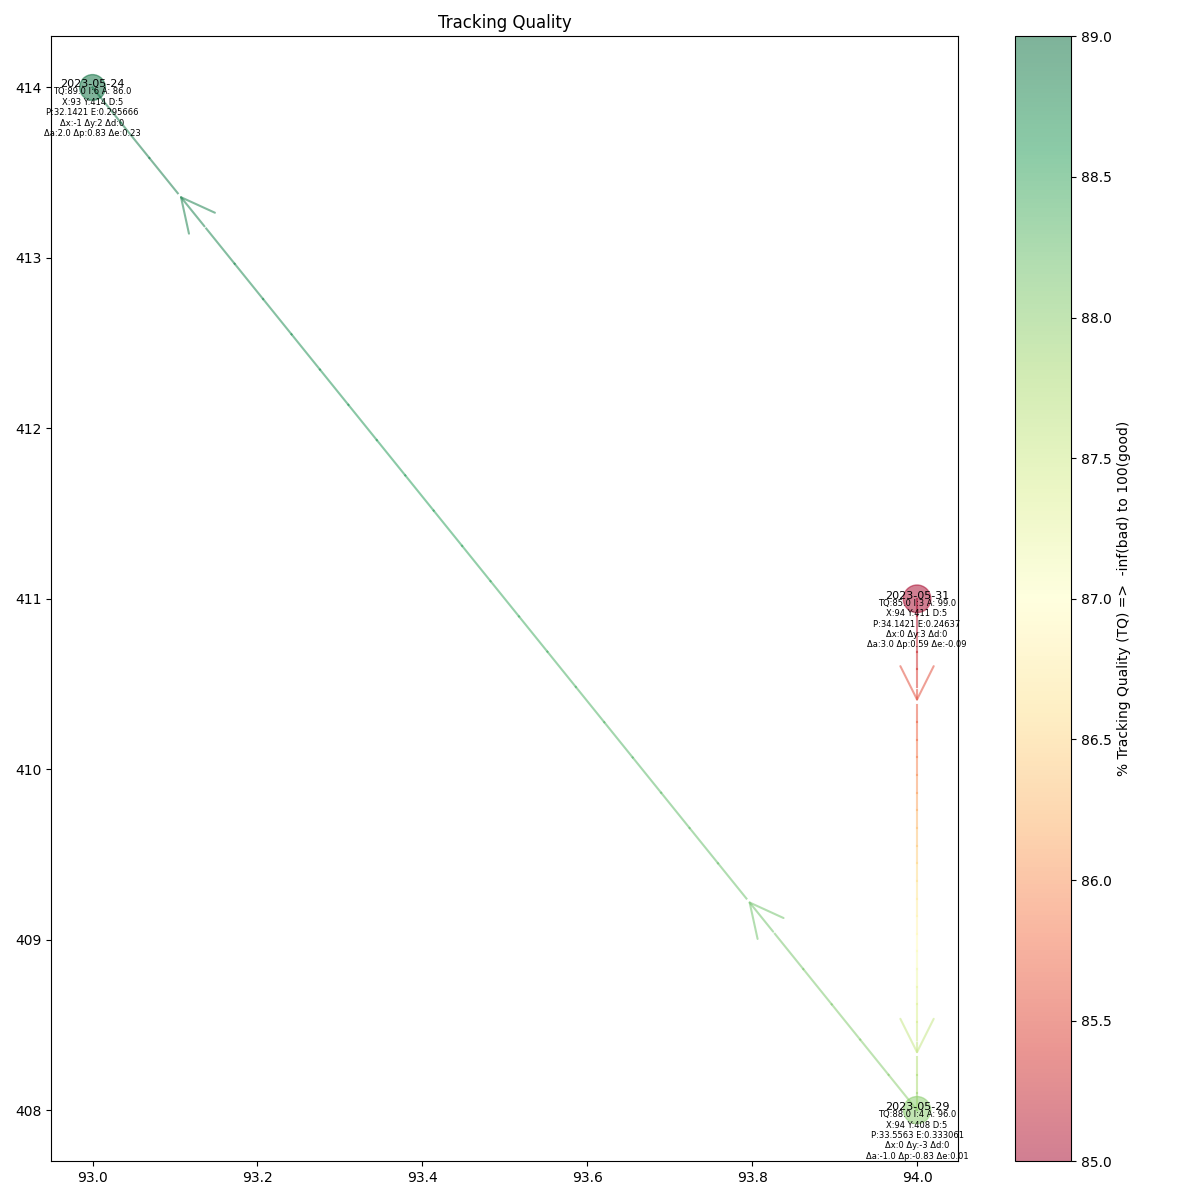 Tracking Quality
414
413
412
411
410
409
408
93.0
93.2
93.4
93.6
93.8
94.0
2023-05-24
TQ:89.0 I:6 A: 86.0
X:93 Y:414 D:5
P:32.1421 E:0.295666
Δx:-1 Δy:2 Δd:0
Δa:2.0 Δp:0.83 Δe:0.23
2023-05-31
TQ:85.0 I:3 A: 99.0
X:94 Y:411 D:5
P:34.1421 E:0.24637
Δx:0 Δy:3 Δd:0
Δa:3.0 Δp:0.59 Δe:-0.09
2023-05-29
TQ:88.0 I:4 A: 96.0
X:94 Y:408 D:5
P:33.5563 E:0.333061
Δx:0 Δy:-3 Δd:0
Δa:-1.0 Δp:-0.83 Δe:0.01
89.0
88.5
88.0
87.5
87.0
86.5
86.0
85.5
85.0
% Tracking Quality (TQ) => -inf(bad) to 100(good)